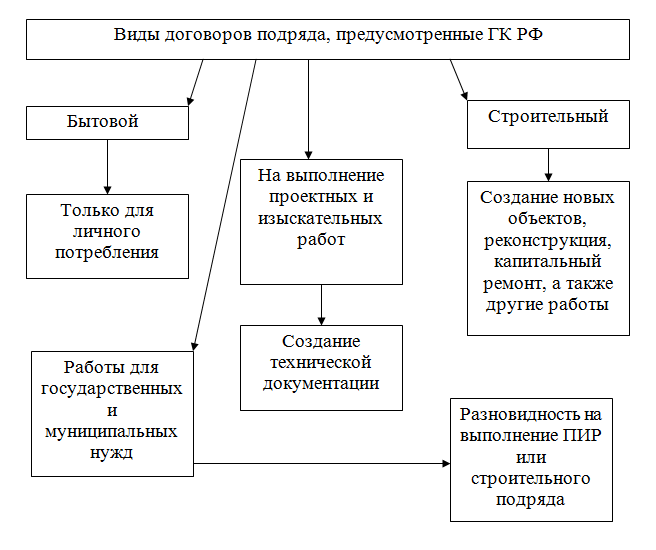 Виды договоров подряда, предусмотренные ГК РФ
Бытовой
Строительный
На выполнение
проектных и
изыскательных
работ
Только для
личного
потребления
Создание новых
объектов,
реконструкция,
капитальный
ремонт, а также
другие работы
Создание
технической
документации
Работы для
государственных
и
муниципальных
нужд
Разновидность на
выполнение ПИР
или
строительного
подряда